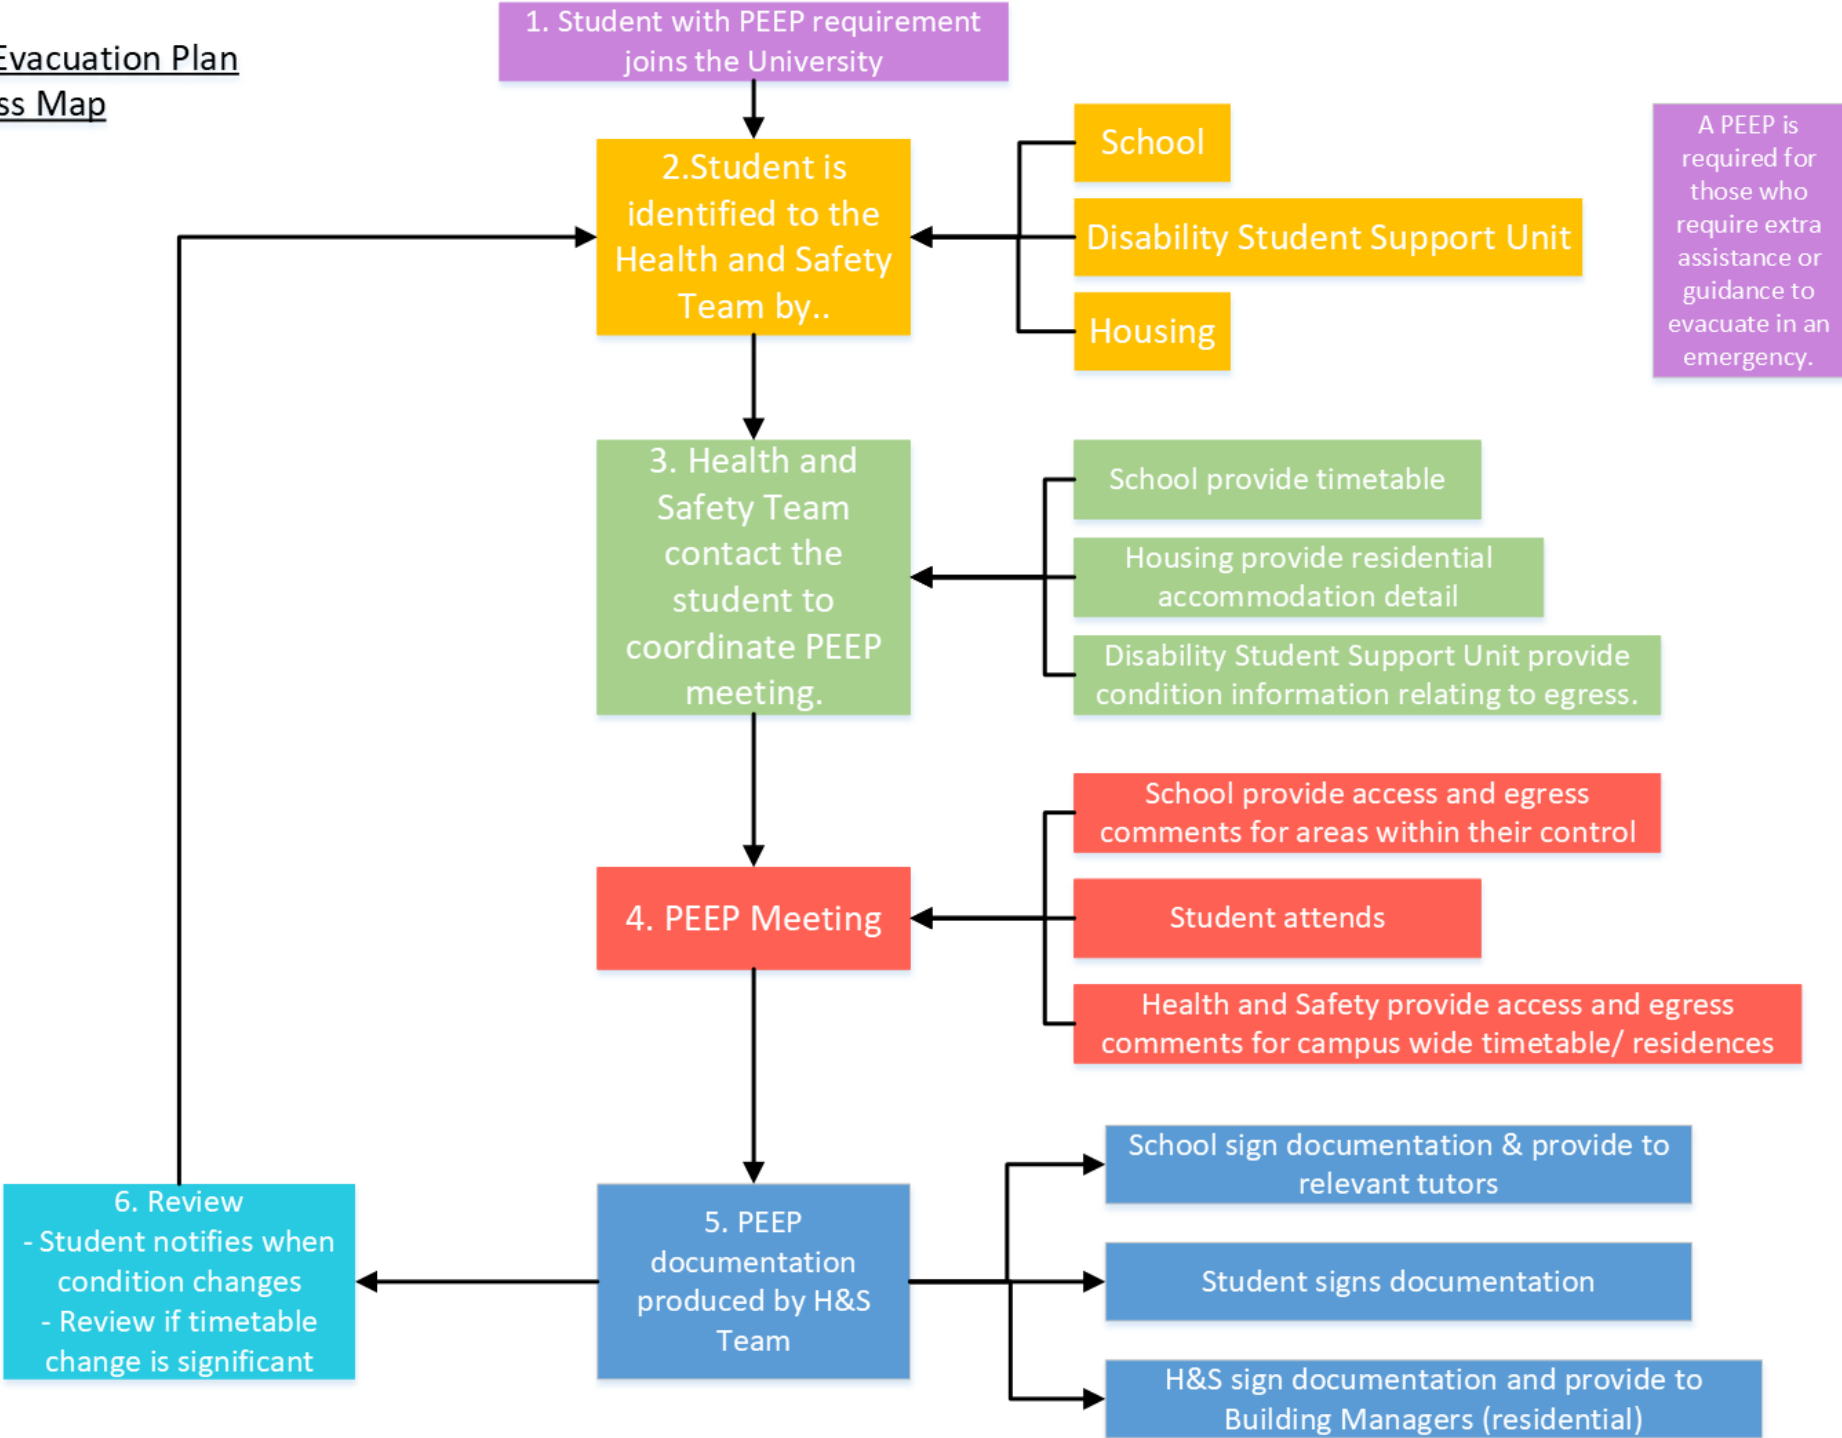 Evacuation Plan
ss Map
1. Student with PEEP requirement
joins the University
2.Student is
identified to the
Health and Safety
Team by..
School
Disability Student Support Unit
Housing
A PEEP is
required for
those who
require extra
assistance or
guidance to
evacuate in an
emergency.
3. Health and
Safety Team
contact the
student to
coordinate PEEP
meeting.
School provide timetable
Housing provide residential
accommodation detail
Disability Student Support Unit provide
condition information relating to egress.
4. PEEP Meeting
School provide access and egress
comments for areas within their control
Student attends
Health and Safety provide access and egress
comments for campus wide timetable/ residences
5. PEEP
documentation
produced by H&S
Team
School sign documentation & provide to
relevant tutors
Student signs documentation
H&S sign documentation and provide to
Building Managers (residential)
6. Review
- Student notifies when
condition changes
- Review if timetable
change is significant